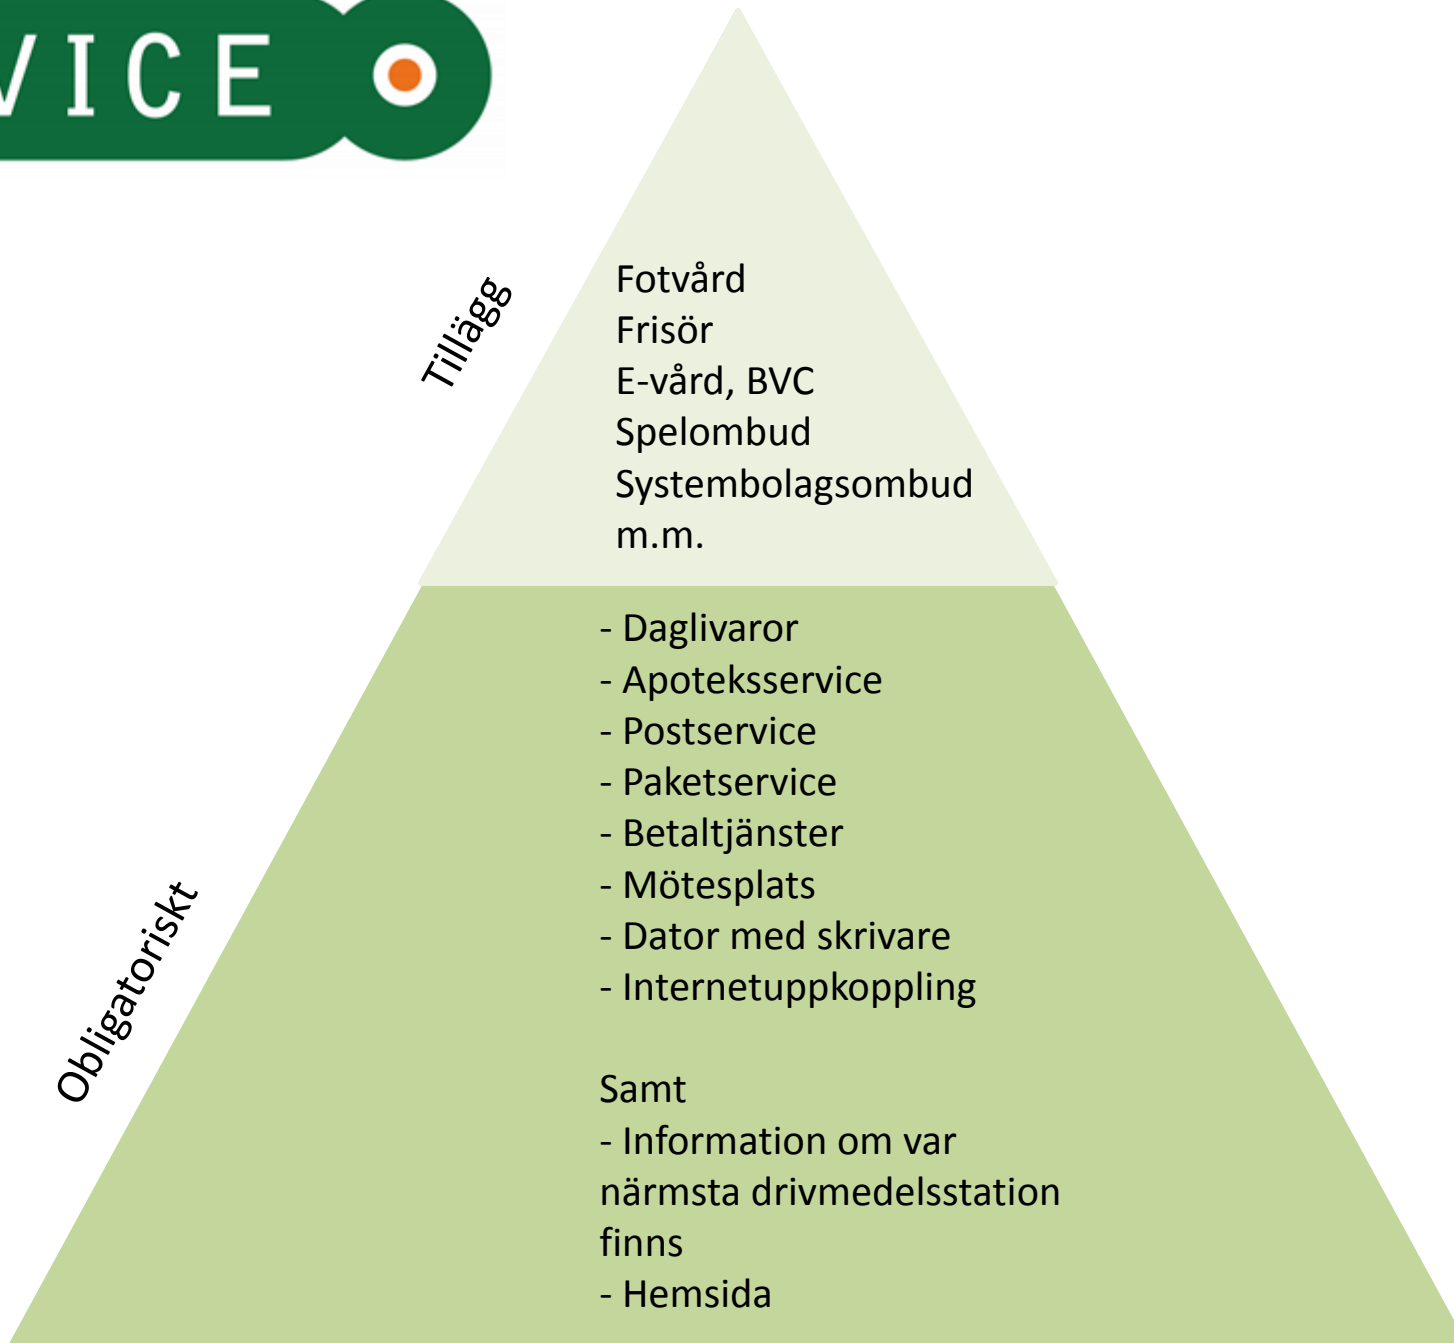 VICE
Tillägg
Fotvård
Frisör
E-vård, BVC
Spelombud
Systembolagsombud
m.m.
Obligatoriskt
- Daglivaror
- Apoteksservice
- Postservice
- Paketservice
- Betaltjänster
- Mötesplats
- Dator med skrivare
- Internetuppkoppling
Samt
- Information om var
närmsta drivmedelsstation
finns
- Hemsida